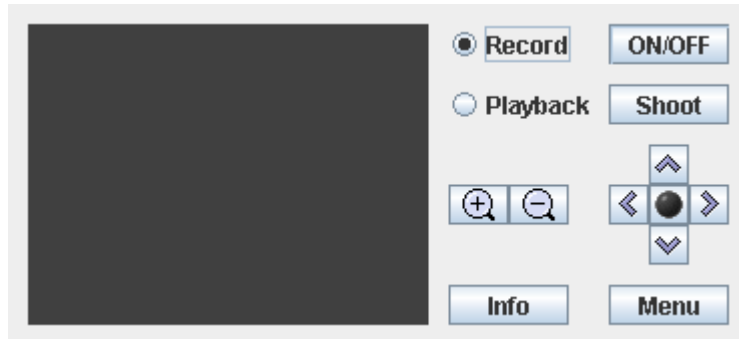 Record
ON/OFF
Playback
Shoot
Info
Menu